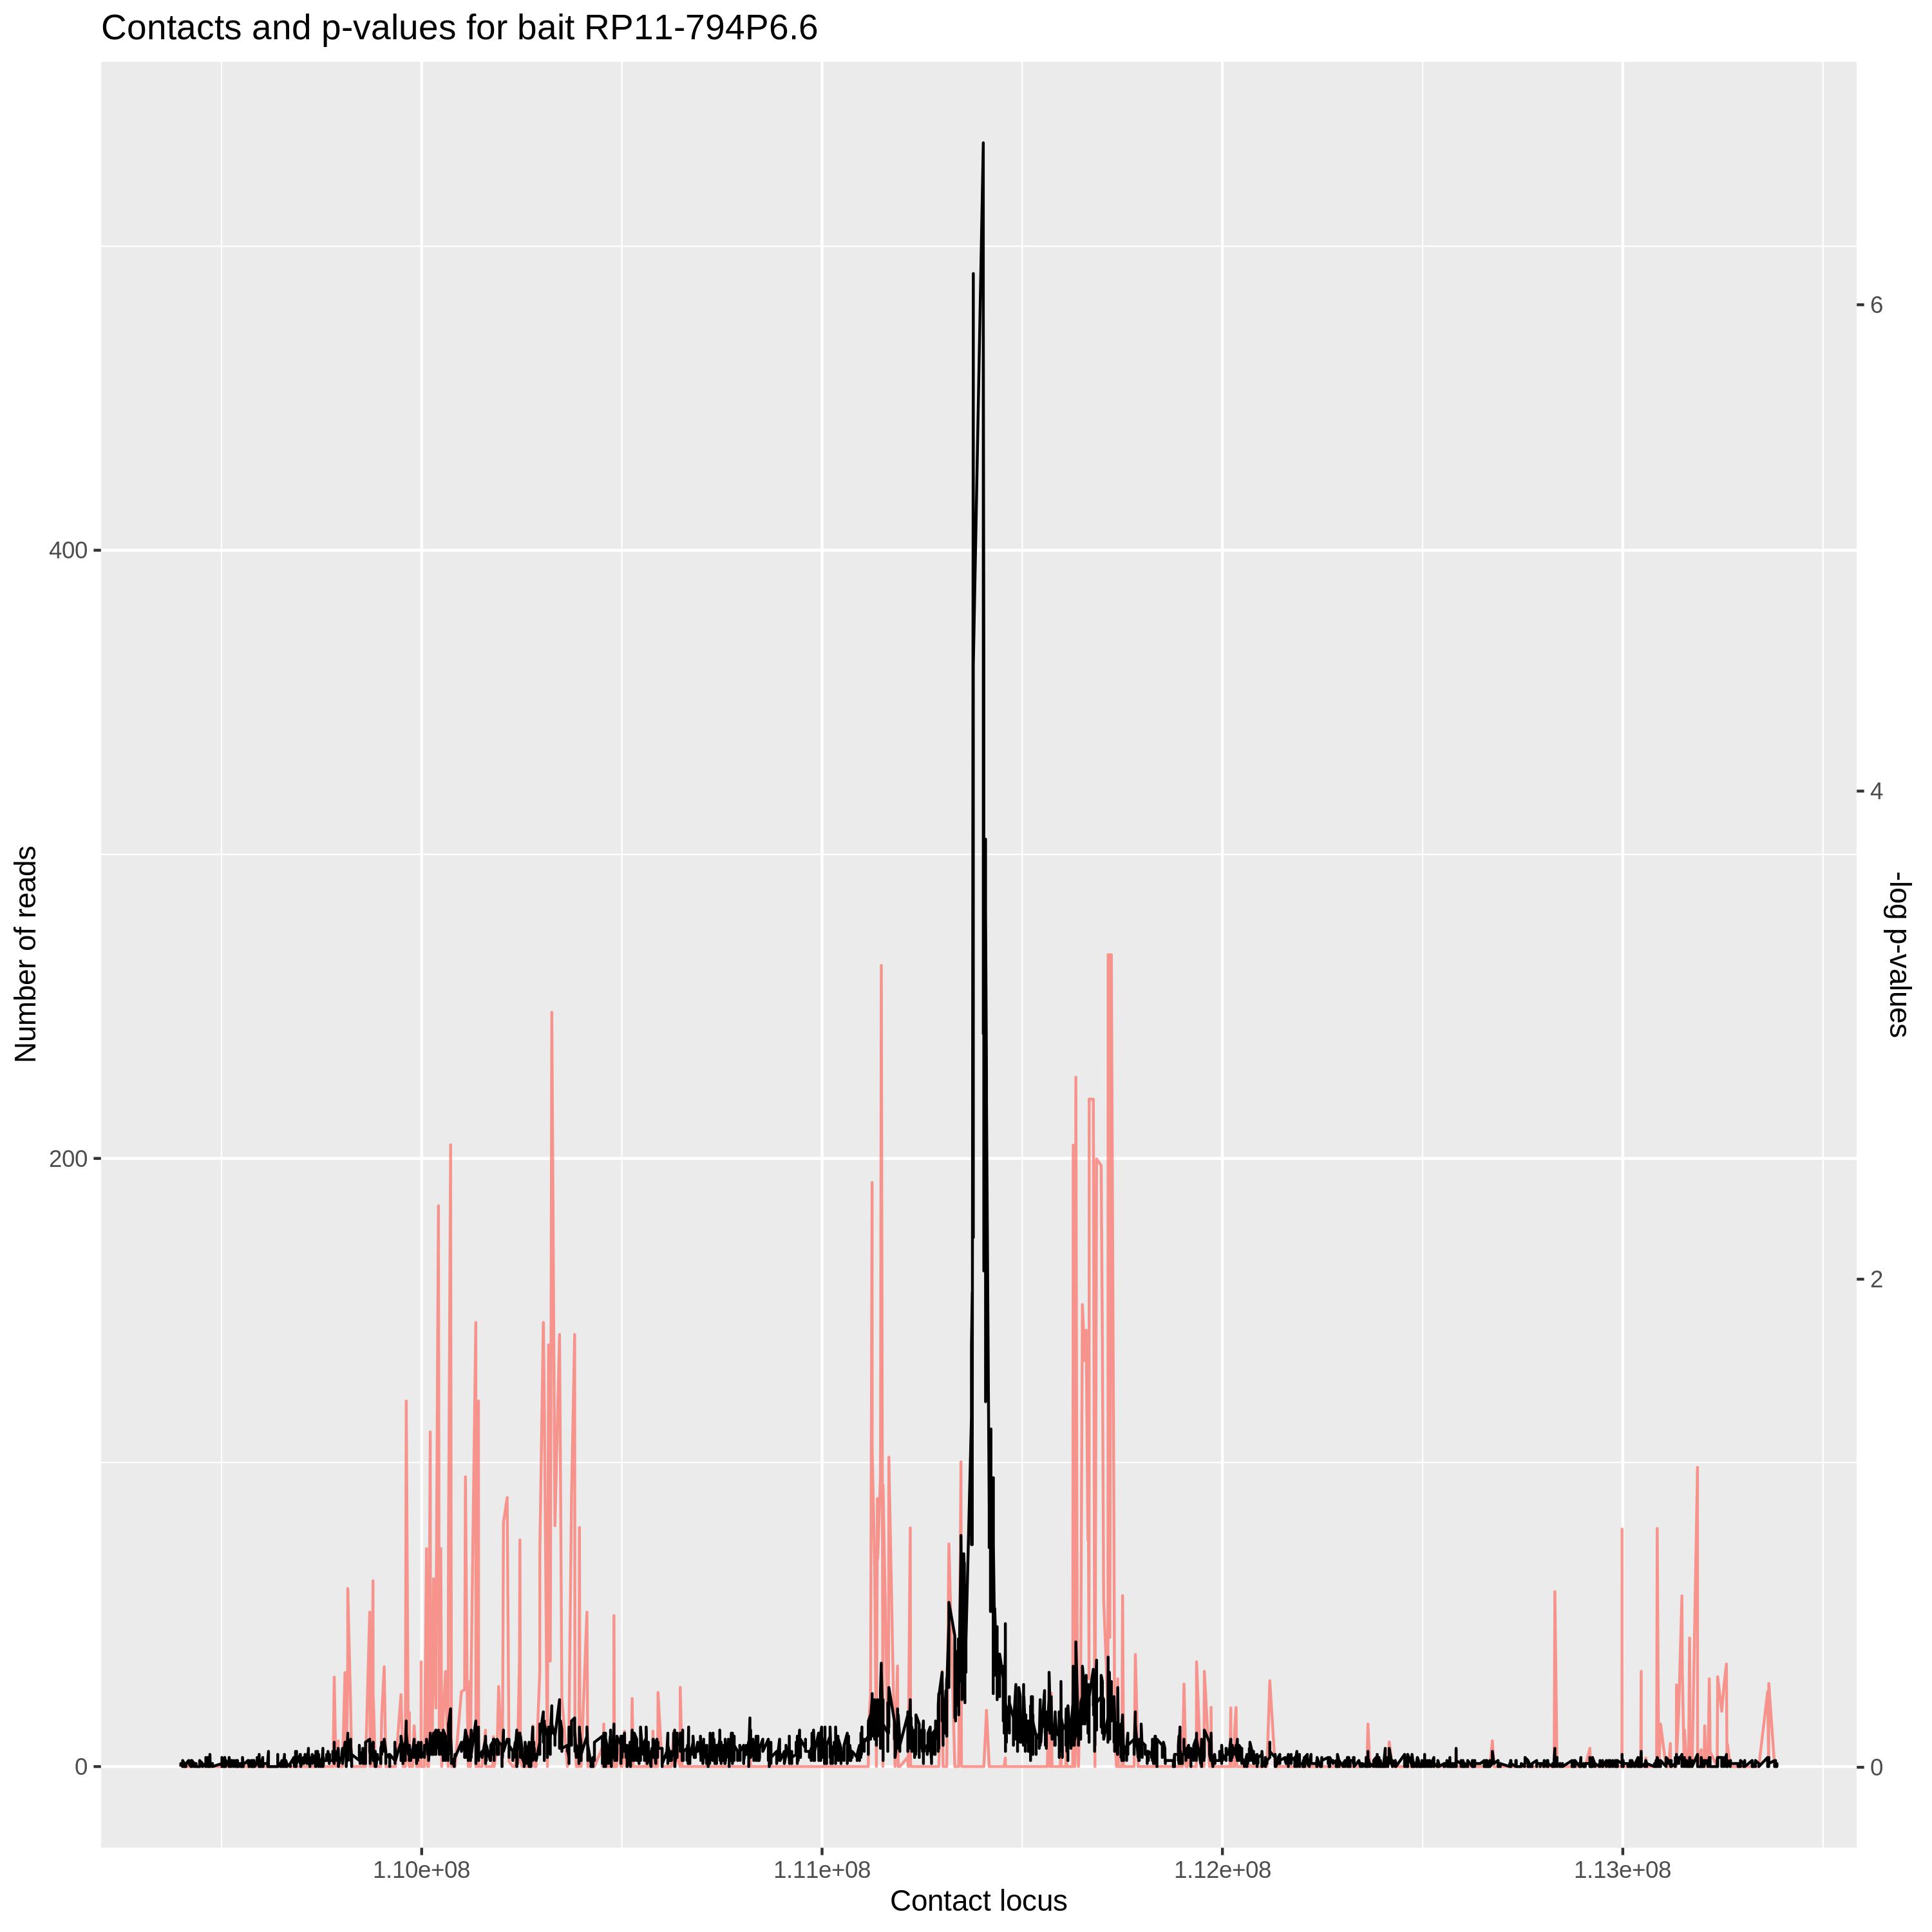 Contacts and p-values for bait RP11-794P6.6
Number of reads
400
200
0
6
4
2
0
-log p-values
1.10e+08
1.11e+08
1.12e+08
1.13e+08
Contact locus